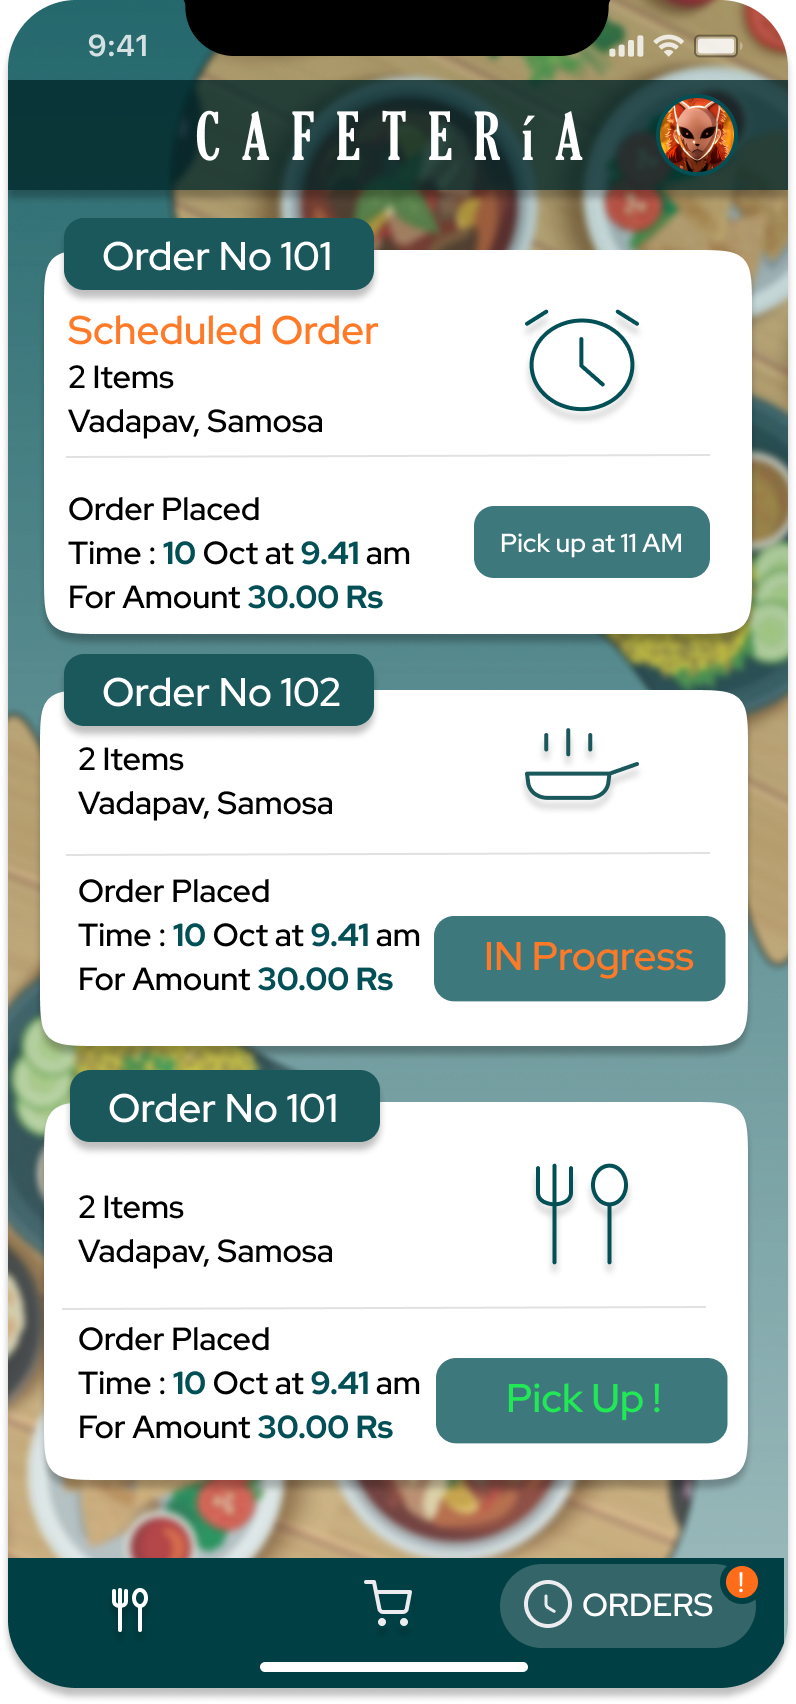 9:41
CAFETERíA
Order No 101
Scheduled Order
2 Items
Vadapav, Samosa
Order Placed
Time : 10 Oct at 9.41 am
For Amount 30.00 Rs
Pick up at 11 AM
Order No 102
2 Items
Vadapav, Samosa
Order Placed
Time : 10 Oct at 9.41 am
For Amount 30.00 Rs
IN Progress
Order No 101
2 Items
Vadapav, Samosa
Order Placed
Time : 10 Oct at 9.41 am
For Amount 30.00 Rs
Pick Up !
ORDERS
!